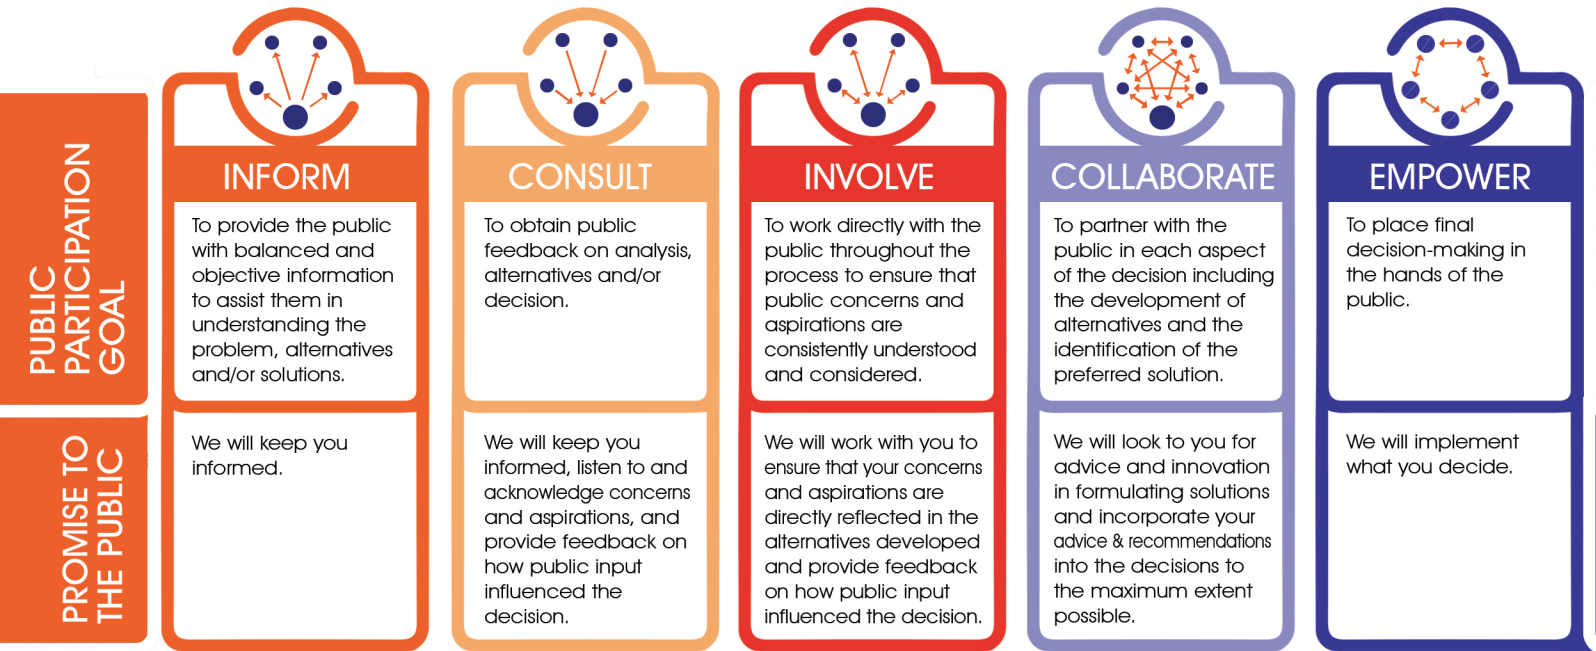 INFORM
CONSULT
INVOLVE
COLLABORATE
EMPOWER
PUBLIC
PARTICIPATION
GOAL
To provide the public
with balanced and
objective information
to assist them in
understanding the
problem, alternatives
and/or solutions.
To obtain public
feedback on analysis,
alternatives and/or
decision.
To work directly with the
public throughout the
process to ensure that
public concerns and
aspirations are
consistently understood
and considered.
To partner with the
public in each aspect
of the decision including
the development of
alternatives and the
identification of the
preferred solution.
To place final
decision-making in
the hands of the
public.
PROMISE TO
THE PUBLIC
We will keep you
informed.
We will keep you
informed, listen to and
acknowledge concerns
and aspirations, and
provide feedback on
how public input
influenced the
decision.
We will work with you to
ensure that your concerns
and aspirations are
directly reflected in the
alternatives developed
and provide feedback
on how public input
influenced the decision.
We will look to you for
advice and innovation
in formulating solutions
and incorporate your
advice & recommendations
into the decisions to
the maximum extent
possible.
We will implement
what you decide.